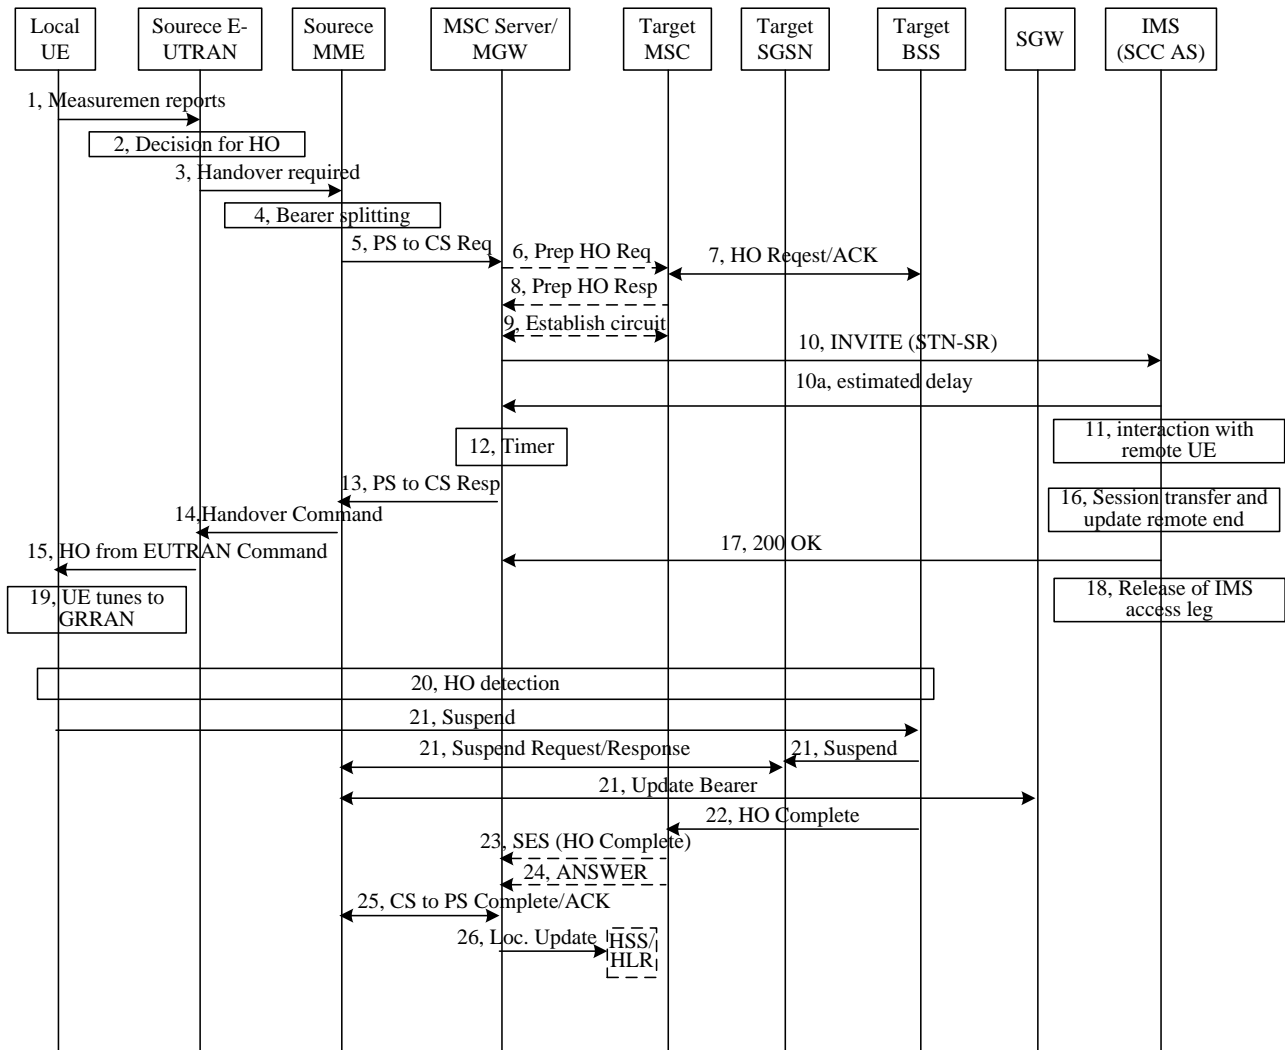 Local
UE
Sourece E-
UTRAN
Sourece
MME
MSC Server/
MGW
Target
MSC
Target
SGSN
Target
BSS
SGW
IMS
(SCC AS)
1, Measuremen reports
2, Decision for HO
3, Handover required
4, Bearer splitting
5, PS to CS Req
6, Prep HO Req
7, HO Reqest/ACK
8, Prep HO Resp
9, Establish circuit
10, INVITE (STN-SR)
10a, estimated delay
11, interaction with
remote UE
12, Timer
13, PS to CS Resp
14,Handover Command
15, HO from EUTRAN Command
16, Session transfer and
update remote end
17, 200 OK
18, Release of IMS
access leg
19, UE tunes to
GRRAN
20, HO detection
21, Suspend
21, Suspend Request/Response
21, Suspend
21, Update Bearer
22, HO Complete
23, SES (HO Complete)
24, ANSWER
25, CS to PS Complete/ACK
26, Loc. Update
HSS/
HLR